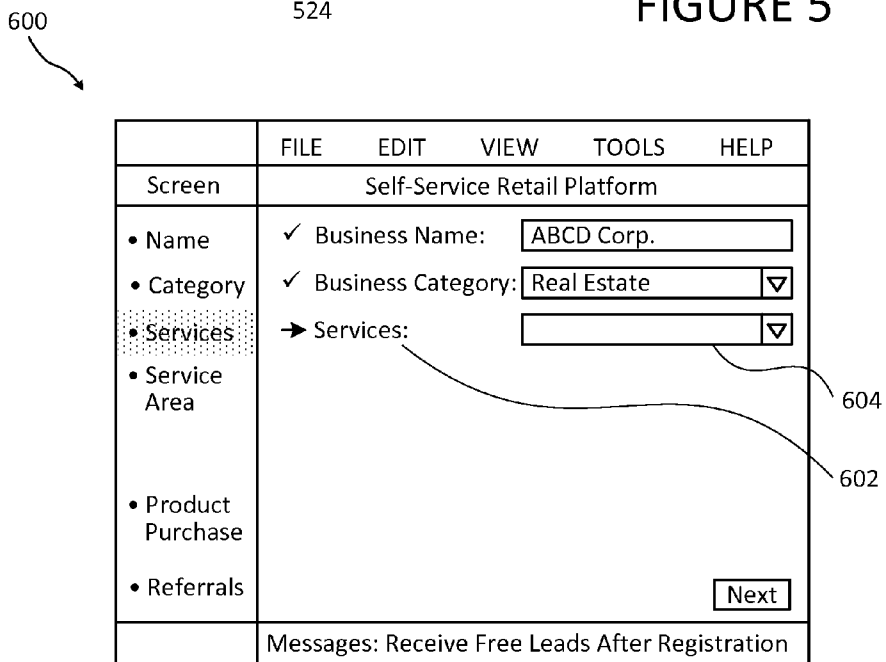 524
FIGURE 5
600
FILE EDIT VIEW TOOLS HELP
Screen
Self-Service Retail Platform
• Name
• Category
• Services
• Service
Area
• Product
Purchase
• Referrals
✓ Business Name: ABCD Corp.
✓ Business Category: Real Estate
➔ Services:
604
602
Next
Messages: Receive Free Leads After Registration